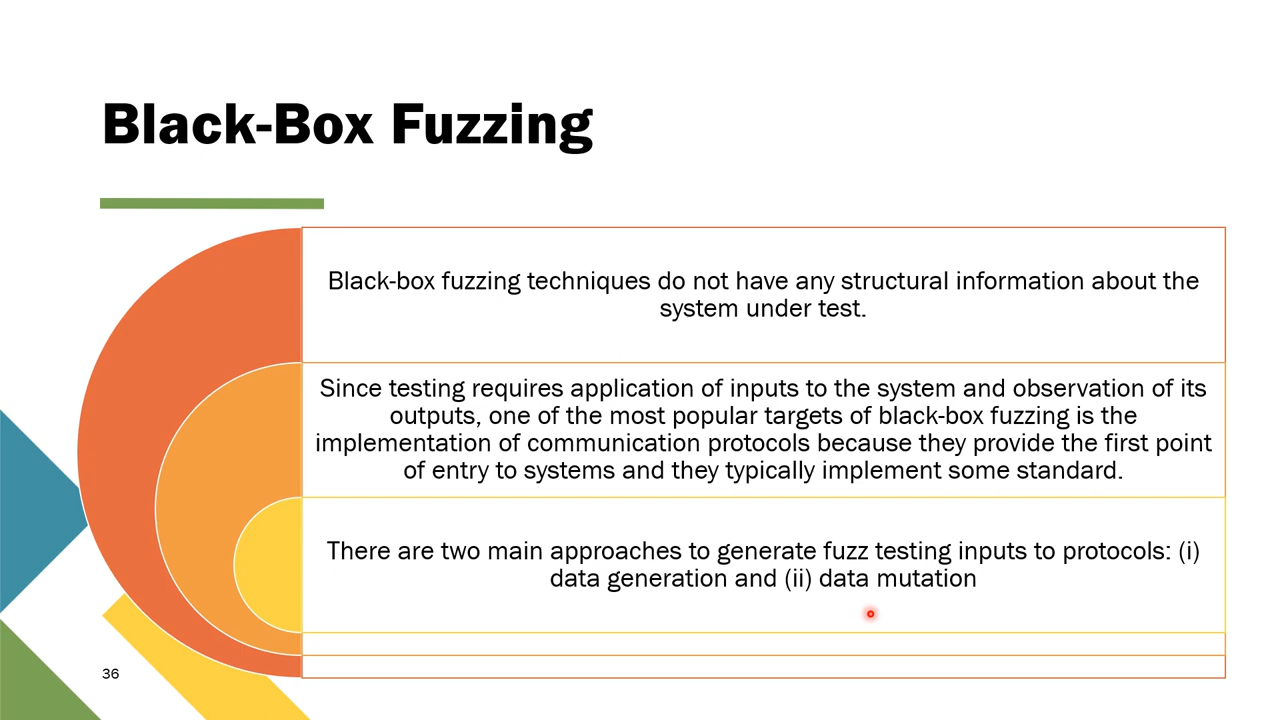 Black-Box Fuzzing
Black-box fuzzing techniques do not have any structural information about the
system under test.
Since testing requires application of inputs to the system and observation of its
outputs, one of the most popular targets of black-box fuzzing is the
implementation of communication protocols because they provide the first point
of entry to systems and they typically implement some standard.
There are two main approaches to generate fuzz testing inputs to protocols: (i)
data generation and (ii) data mutation
36